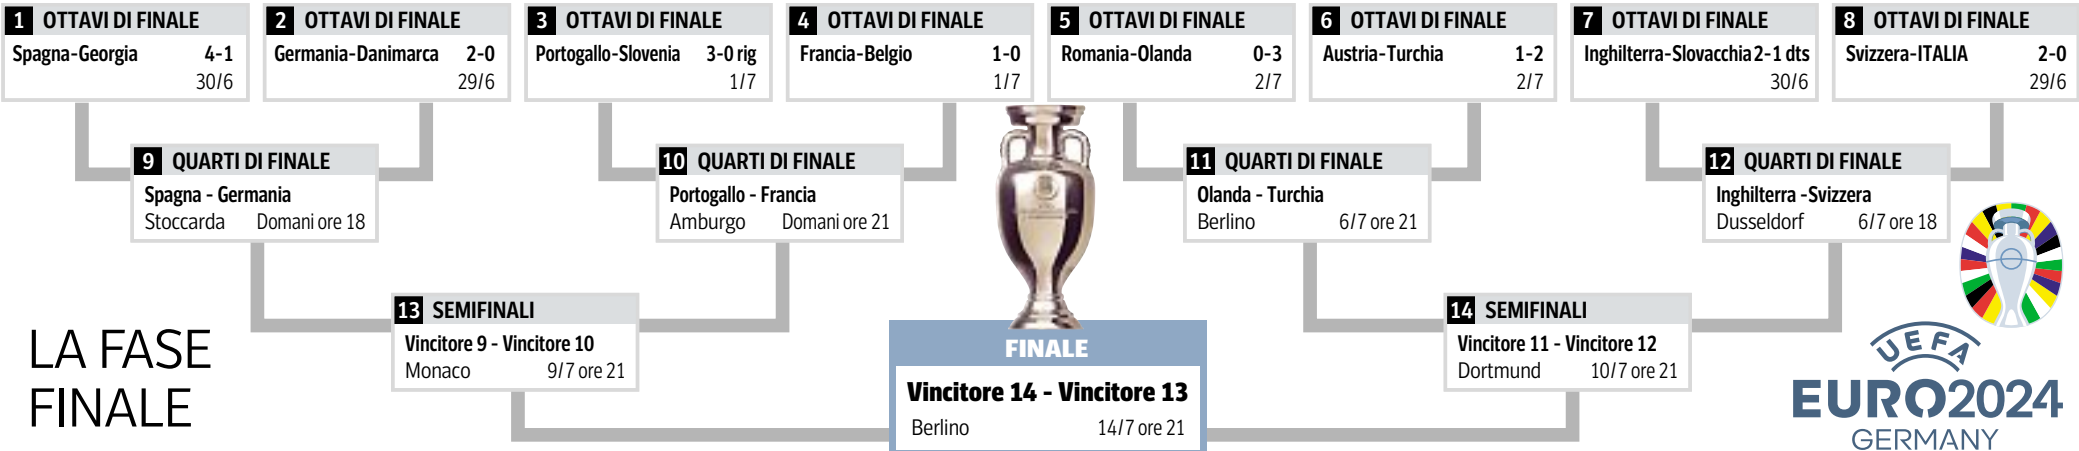 1 OTTAVI DI FINALE
Spagna-Georgia 4-1
30/6
2 OTTAVI DI FINALE
Germania-Danimarca 2-0
29/6
3 OTTAVI DI FINALE
Portogallo-Slovenia 3-0 rig
1/7
4 OTTAVI DI FINALE
Francia-Belgio 1-0
1/7
5 OTTAVI DI FINALE
Romania-Olanda 0-3
2/7
6 OTTAVI DI FINALE
Austria-Turchia 1-2
2/7
7 OTTAVI DI FINALE
Inghilterra-Slovacchia 2-1 dts
30/6
8 OTTAVI DI FINALE
Svizzera-ITALIA 2-0
29/6
9 QUARTI DI FINALE
Spagna - Germania
Stoccarda Domani ore 18
10 QUARTI DI FINALE
Portogallo - Francia
Amburgo Domani ore 21
11 QUARTI DI FINALE
Olanda - Turchia
Berlino 6/7 ore 21
12 QUARTI DI FINALE
Inghilterra -Svizzera
Dusseldorf 6/7 ore 18
13 SEMIFINALI
Vincitore 9 - Vincitore 10
Monaco 9/7 ore 21
14 SEMIFINALI
Vincitore 11 - Vincitore 12
Dortmund 10/7 ore 21
LA FASE
FINALE
FINALE
Vincitore 14 - Vincitore 13
Berlino 14/7 ore 21
UEFA
EURO2024
GERMANY